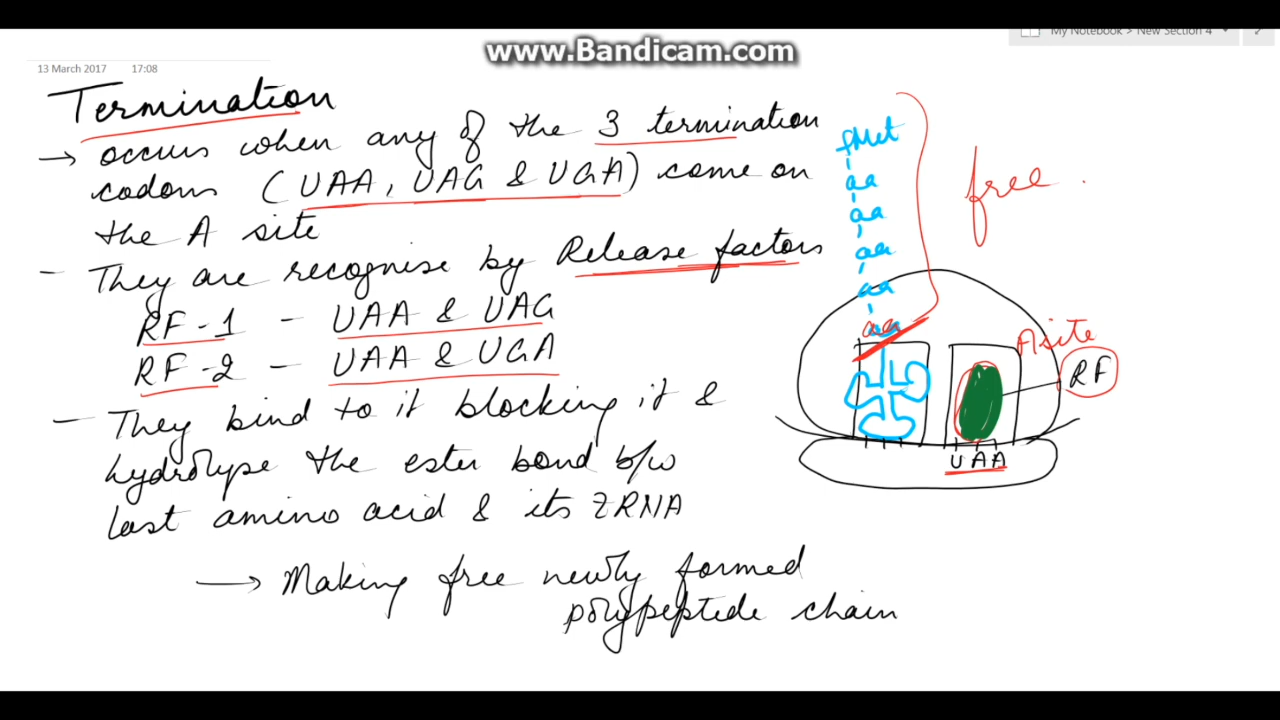 www.Bandicam.com
My Notebook > New Section 4
13 March 2017 17:08
Termination
→ occurs when any of the 3 termination
codons (UAA, UAG & UGA) come on
the A site
- They are recognise by Release factors
RF-1 - UAA & UAG
RF-2 - UAA & UGA
- They bind to it blocking it &
hydrolyse the ester bond b/w
last amino acid & its tRNA
→ Making free newly formed
polypeptide chain
fMet
aa
aa
aa
aa
aa
free
A site
RF
UAA